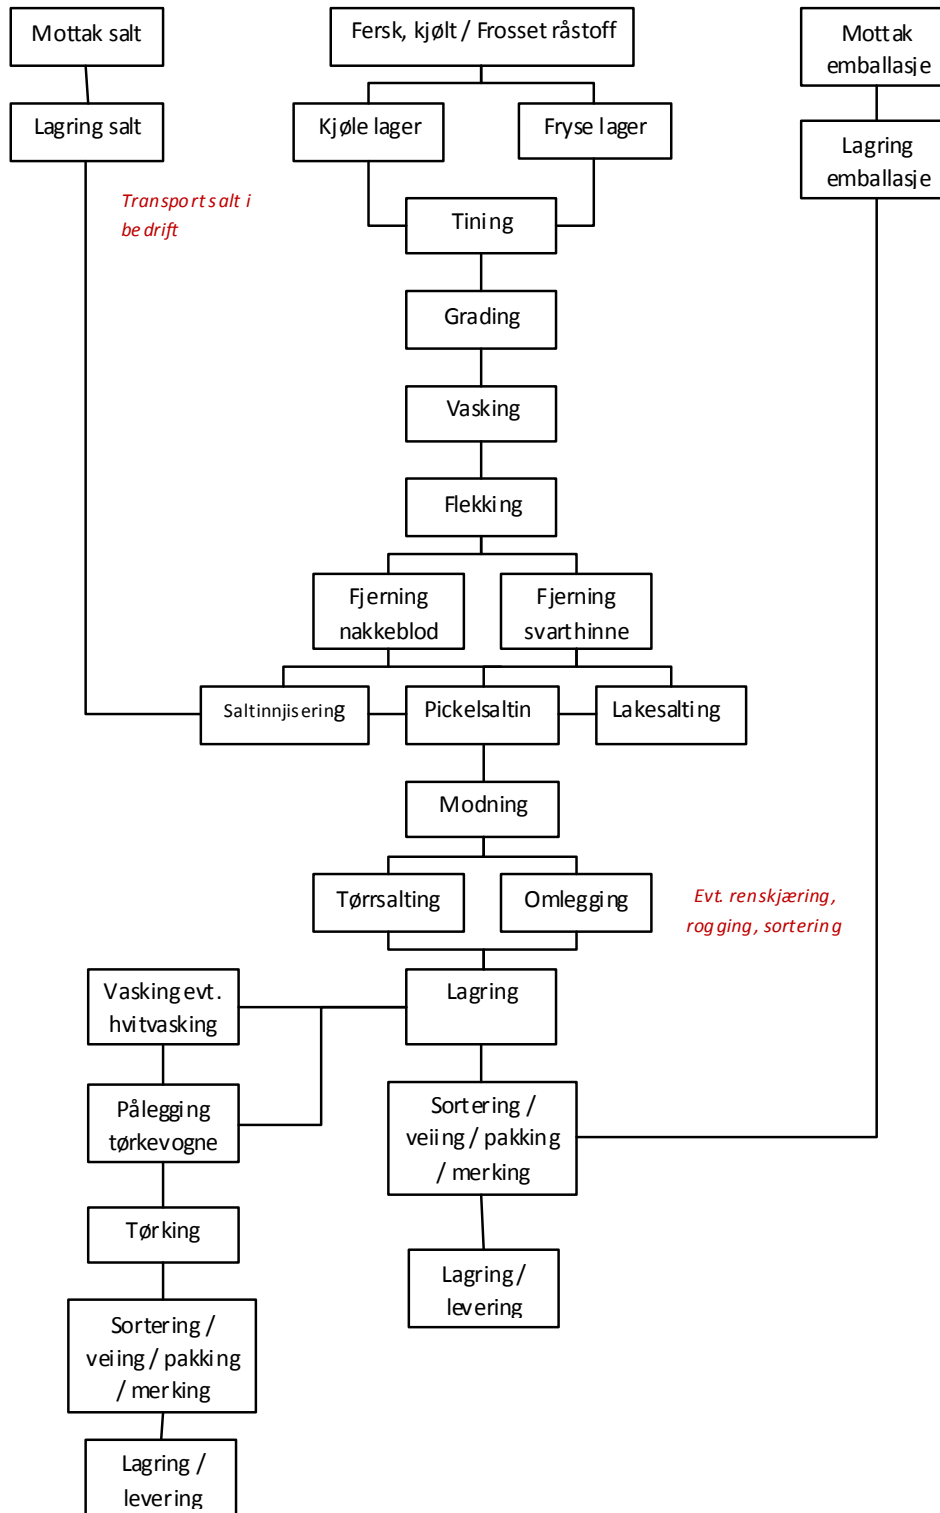 Mottak salt
Fersk, kjølt / Frosset råstoff
Mottak
emballasje
Lagring salt
Kjøle lager
Fryse lager
Lagring
emballasje
Transport salt i
bedrift
Tining
Grading
Vasking
Flekking
Fjerning
nakkeblod
Fjerning
svarthinne
Saltinnjisering
Pickelsaltin
Lakesalting
Modning
Tørrsalting
Omlegging
Evt. renskjæring,
rogging, sortering
Vasking evt.
hvitvasking
Lagring
Pålegging
tørkevogne
Sortering /
veiing / pakking
/ merking
Tørking
Lagring /
levering
Sortering /
veiing / pakking
/ merking
Lagring /
levering